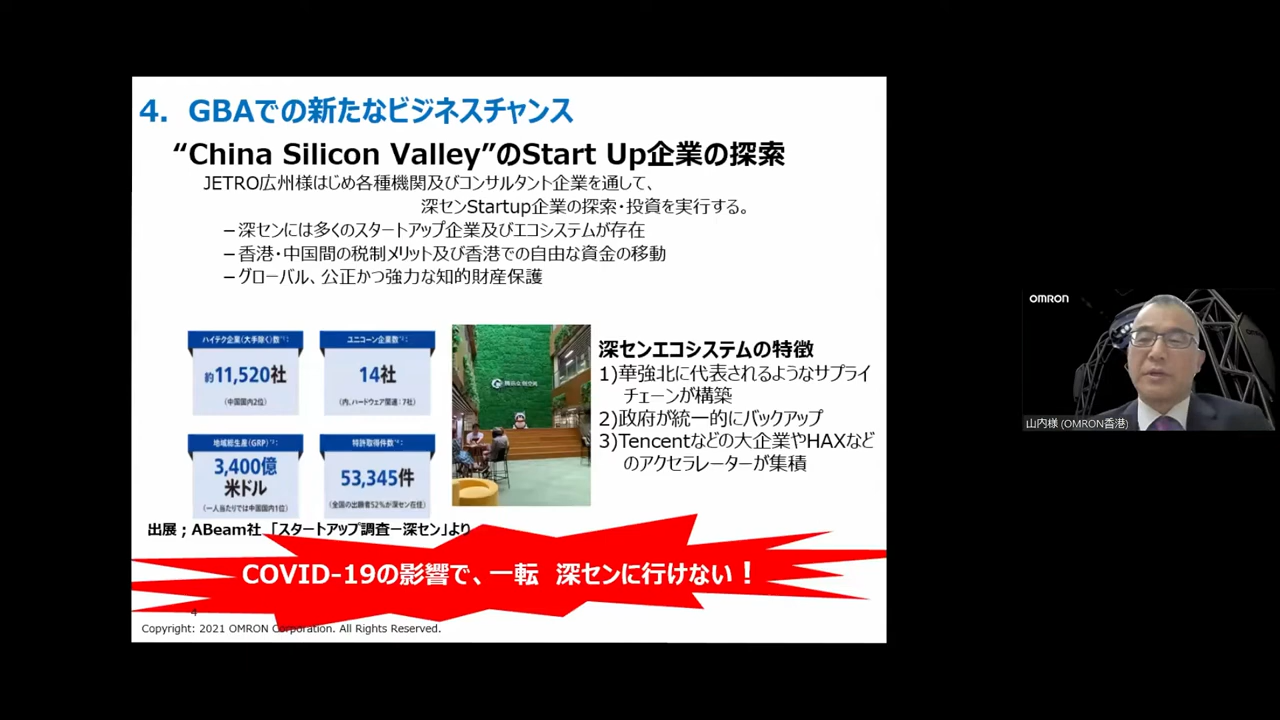 4. GBAでの新たなビジネスチャンス
“China Silicon Valley”のStart Up企業の探索
JETRO広州様はじめ各種機関及びコンサルタント企業を通して、
深センStartup企業の探索・投資を実行する。
－深センには多くのスタートアップ企業及びエコシステムが存在
－香港・中国間の税制メリット及び香港での自由な資金の移動
－グローバル、公正かつ強力な知的財産保護
ハイテク企業(大手除く)数*1:
約11,520社
(中国国内2位)
ユニコーン企業数*2:
14社
(内、ハードウェア関連：7社)
地域総生産(GRP)*3:
3,400億
米ドル
(一人当たりでは中国国内1位)
特許取得件数*4:
53,345件
(全国の出願者52%が深セン在住)
出展；ABeam社 「スタートアップ調査ー深セン」より
深センエコシステムの特徴
1)華強北に代表されるようなサプライ
チェーンが構築
2)政府が統一的にバックアップ
3)Tencentなどの大企業やHAXなど
のアクセラレーターが集積
COVID-19の影響で、一転 深センに行けない！
4
Copyright: 2021 OMRON Corporation. All Rights Reserved.
OMRON
山内様 (OMRON香港)